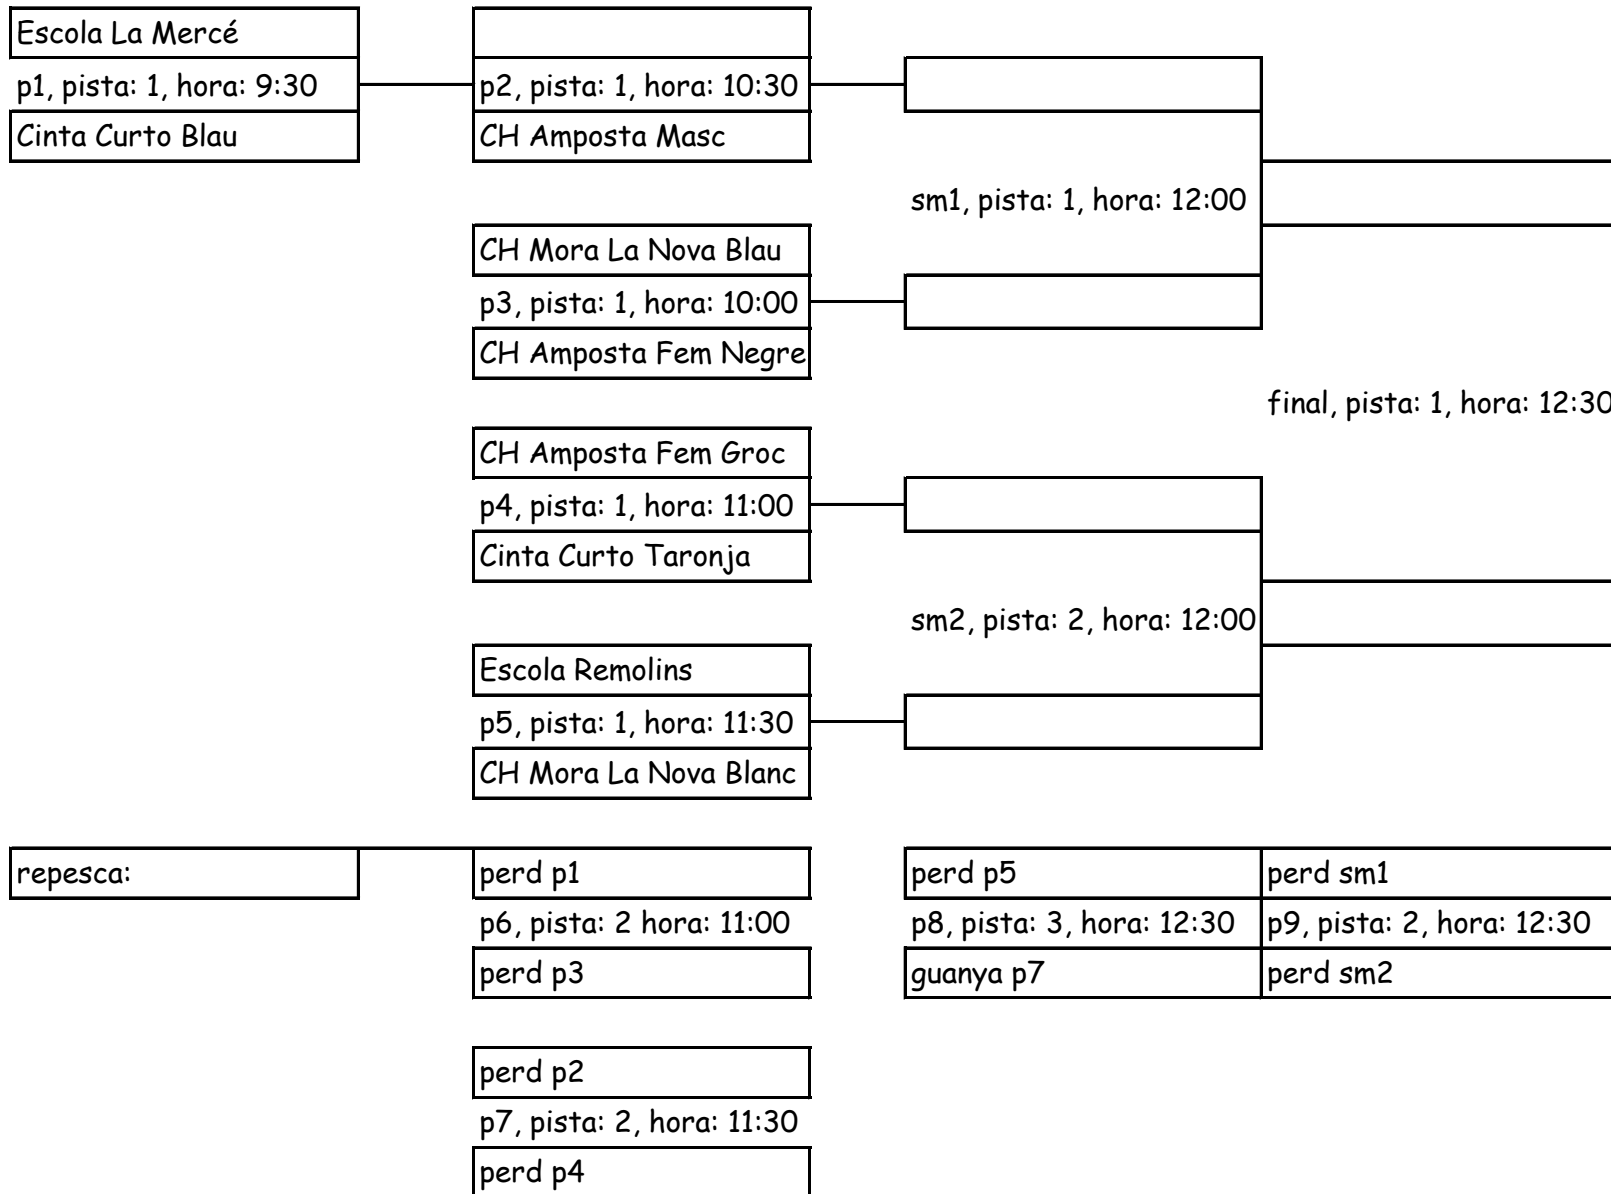 Escola La Mercé
p1, pista: 1, hora: 9:30
p2, pista: 1, hora: 10:30
Cinta Curto Blau
CH Amposta Masc
sm1, pista: 1, hora: 12:00
CH Mora La Nova Blau
p3, pista: 1, hora: 10:00
CH Amposta Fem Negre
final, pista: 1, hora: 12:30
CH Amposta Fem Groc
p4, pista: 1, hora: 11:00
Cinta Curto Taronja
sm2, pista: 2, hora: 12:00
Escola Remolins
p5, pista: 1, hora: 11:30
CH Mora La Nova Blanc
repesca:
perd p1
perd p5
perd sm1
p6, pista: 2 hora: 11:00
p8, pista: 3, hora: 12:30
p9, pista: 2, hora: 12:30
perd p3
guanya p7
perd sm2
perd p2
p7, pista: 2, hora: 11:30
perd p4